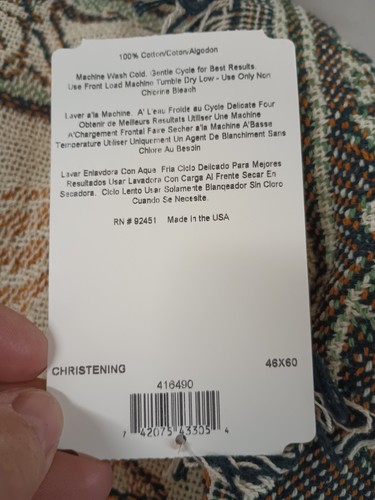 100% Cotton/Coton/Algodon
Machine Wash Cold, Gentle Cycle for Best Results.
Use Front Load Machine Tumble Dry Low - Use Only Non
Chlorine Bleach
Laver a'la Machine. A' L'eau Froide au Cycle Delicate Four
Obtenir de Meilleurs Resultats Utiliser Une Machine
A'Chargement Frontal Faire Secher a'la Machine A'Basse
Temperature Utiliser Uniquement Un Agent De Blanchiment Sans
Chlore Au Besoin
Lavar Enlavdora Con Aqua Fria Ciclo Delicado Para Mejores
Resultados Usar Lavadora Con Carga Al Frente Secar En
Secadora. Ciclo Lento Usar Solamente Blanqeador Sin Cloro
Cuando Se Necesite.
RN # 92451 Made in the USA
CHRISTENING 46X60
416490
7 42075 43305 4